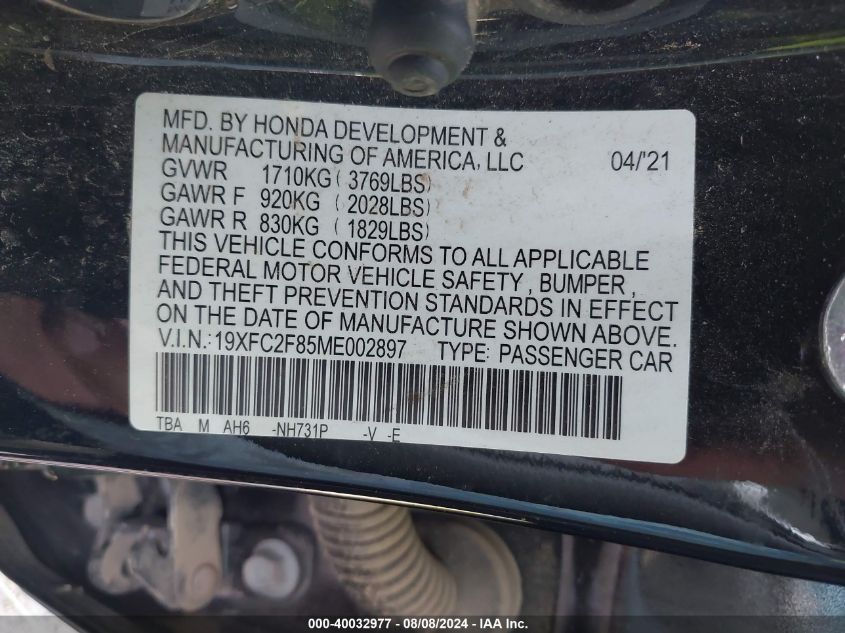 MFD. BY HONDA DEVELOPMENT &
MANUFACTURING OF AMERICA, LLC 04/'21
GVWR 1710KG ( 3769LBS)
GAWR F 920KG ( 2028LBS)
GAWR R 830KG ( 1829LBS)
THIS VEHICLE CONFORMS TO ALL APPLICABLE
FEDERAL MOTOR VEHICLE SAFETY, BUMPER,
AND THEFT PREVENTION STANDARDS IN EFFECT
ON THE DATE OF MANUFACTURE SHOWN ABOVE.
V.I.N.: 19XFC2F85ME002897 TYPE: PASSENGER CAR
TBA M AH6 -NH731P -V -E
000-40032977 - 08/08/2024 - IAA Inc.